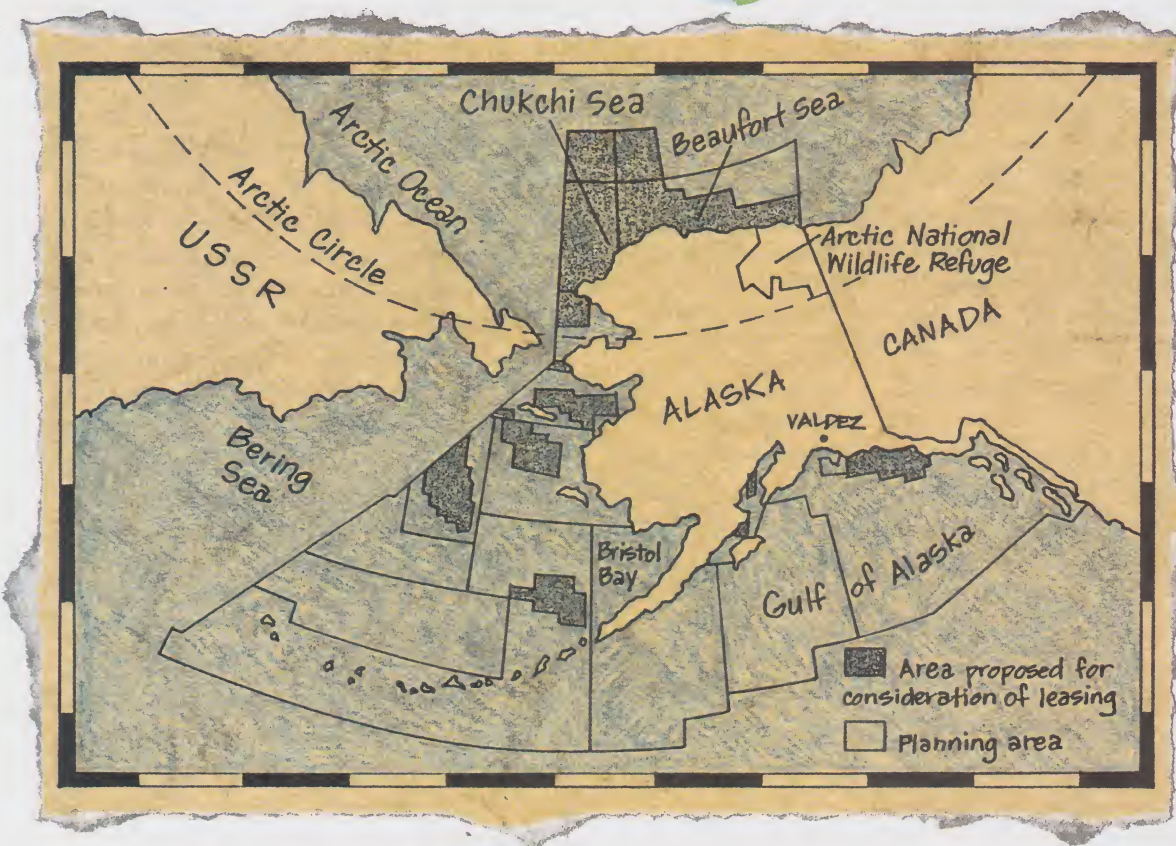 Chukchi Sea
Beaufort Sea
Arctic Ocean
Arctic Circle
USSR
Arctic National
Wildlife Refuge
CANADA
ALASKA
VALDEZ
Bering
Sea
Bristol
Bay
Gulf of Alaska
Area proposed for
consideration of leasing
Planning area